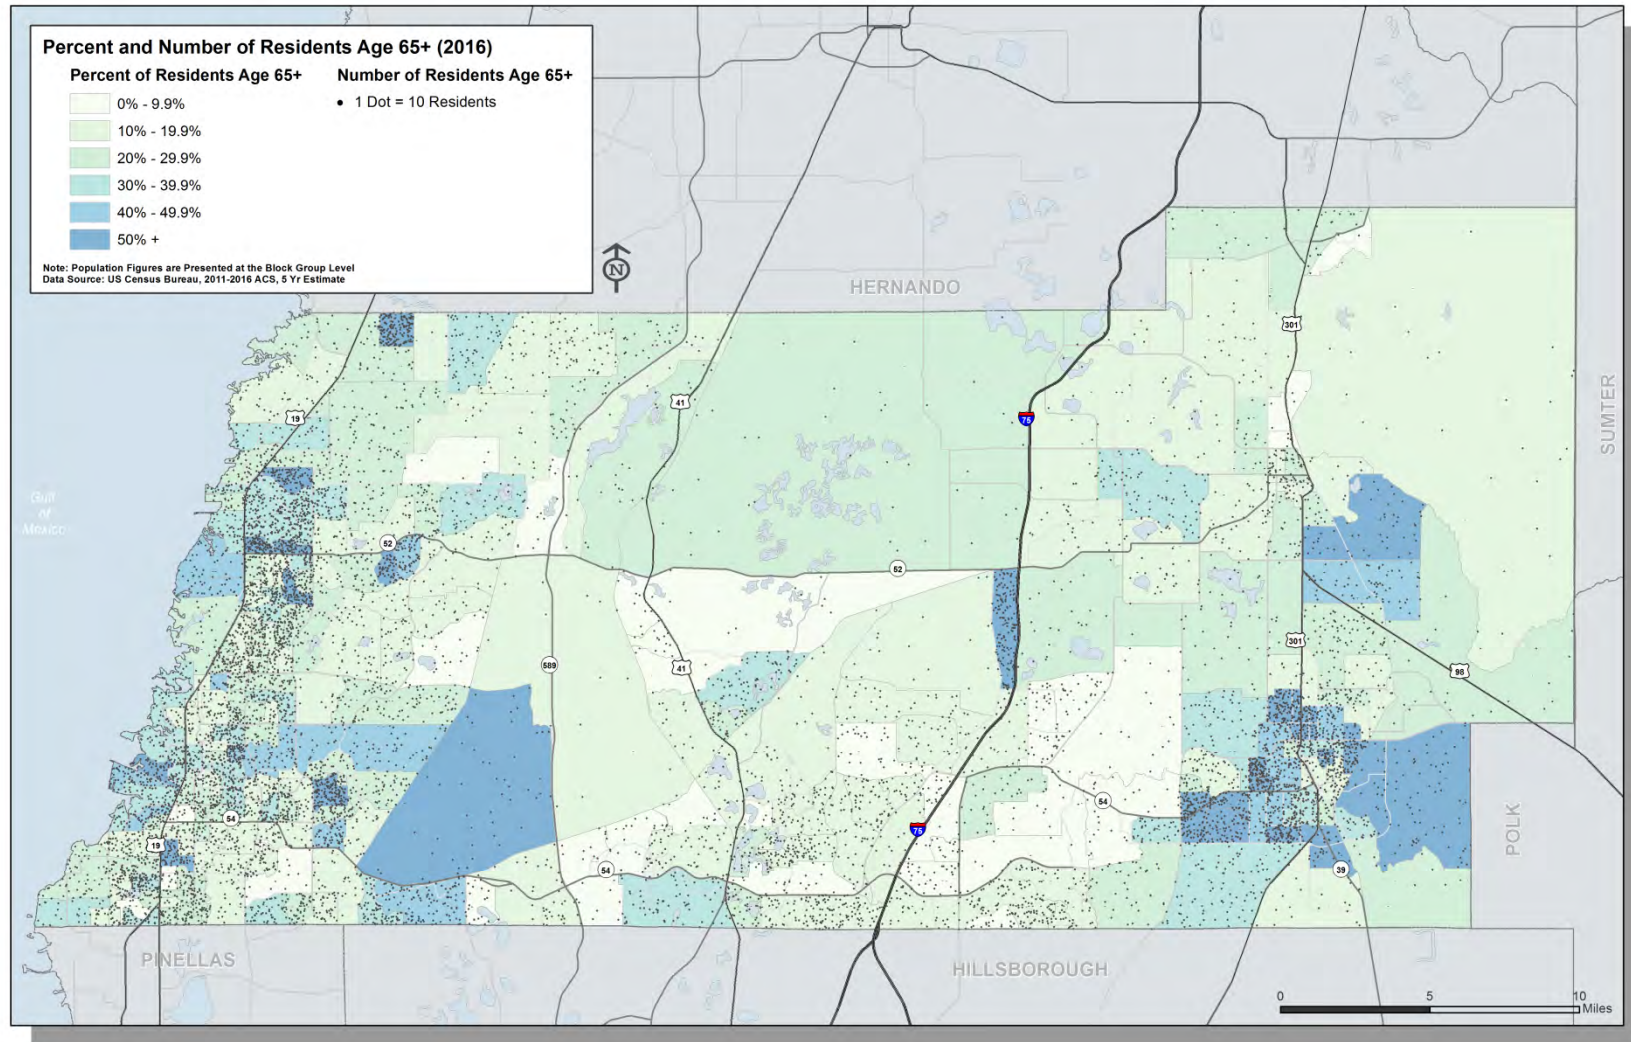 Percent and Number of Residents Age 65+ (2016)
Percent of Residents Age 65+
Number of Residents Age 65+
0% - 9.9%
1 Dot = 10 Residents
10% - 19.9%
20% - 29.9%
30% - 39.9%
40% - 49.9%
50% +
Note: Population Figures are Presented at the Block Group Level
Data Source: US Census Bureau, 2011-2016 ACS, 5 Yr Estimate
N
HERNANDO
301
SUMTER
41
19
75
Gulf
of
Mexico
52
52
301
589
41
98
54
54
75
POLK
19
54
39
PINELLAS
HILLSBOROUGH
0 5 10
Miles